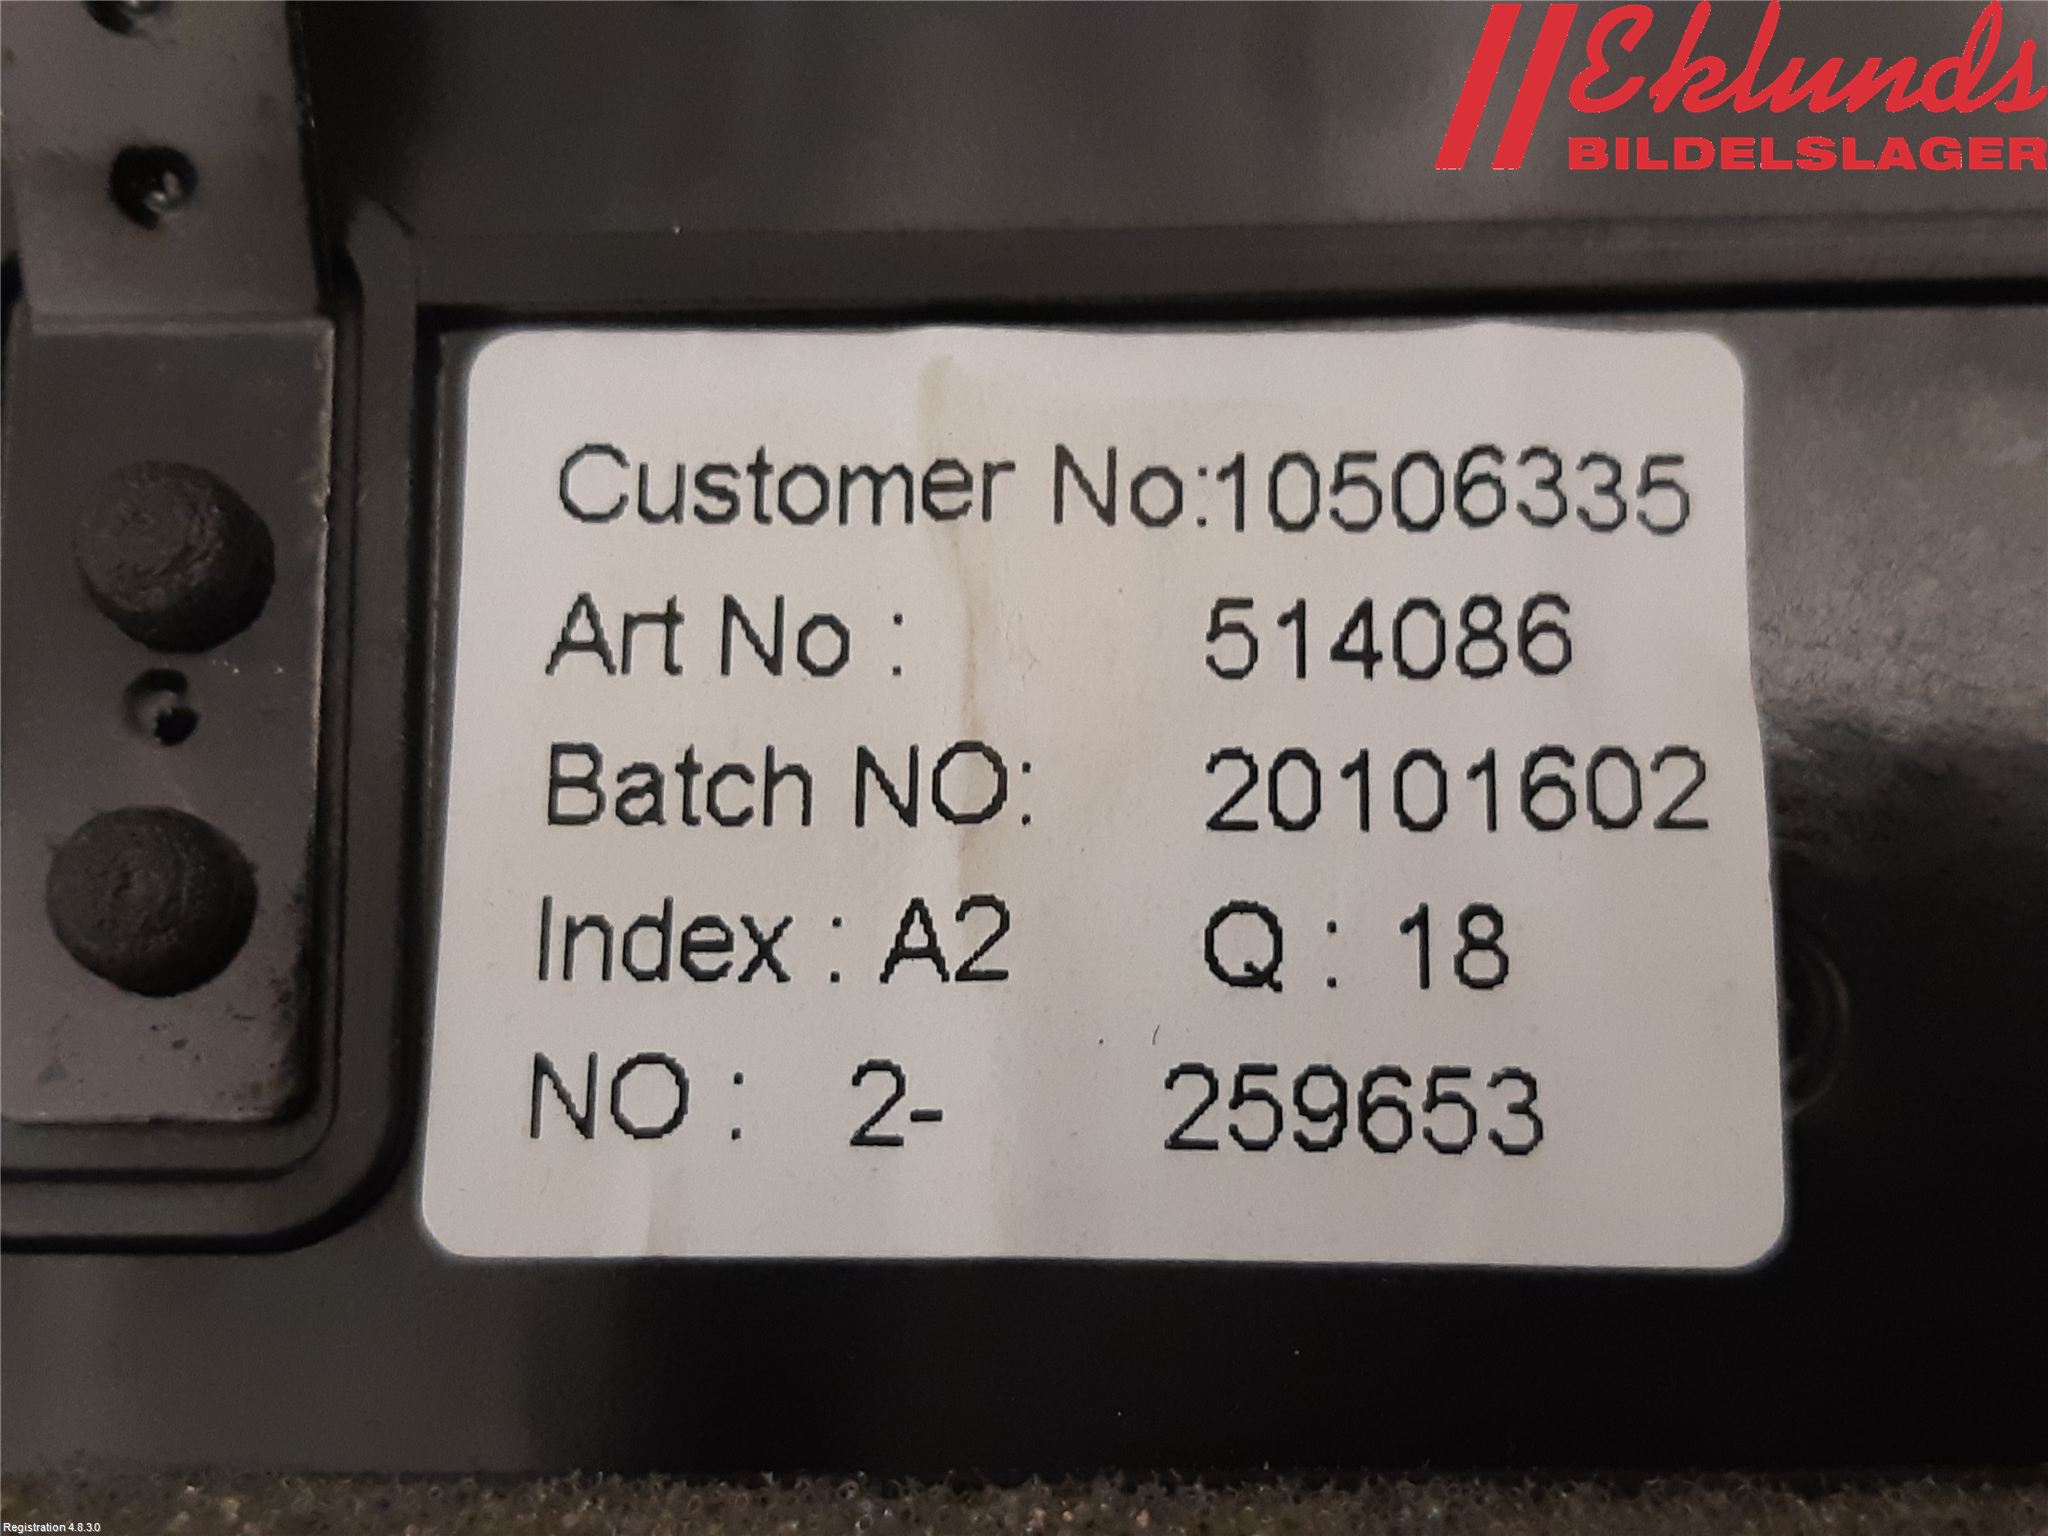 Eklunds
BILDELSLAGER
Customer No:10506335
Art No : 514086
Batch NO: 20101602
Index : A2 Q : 18
NO : 2- 259653
Registration 4.8.3.0